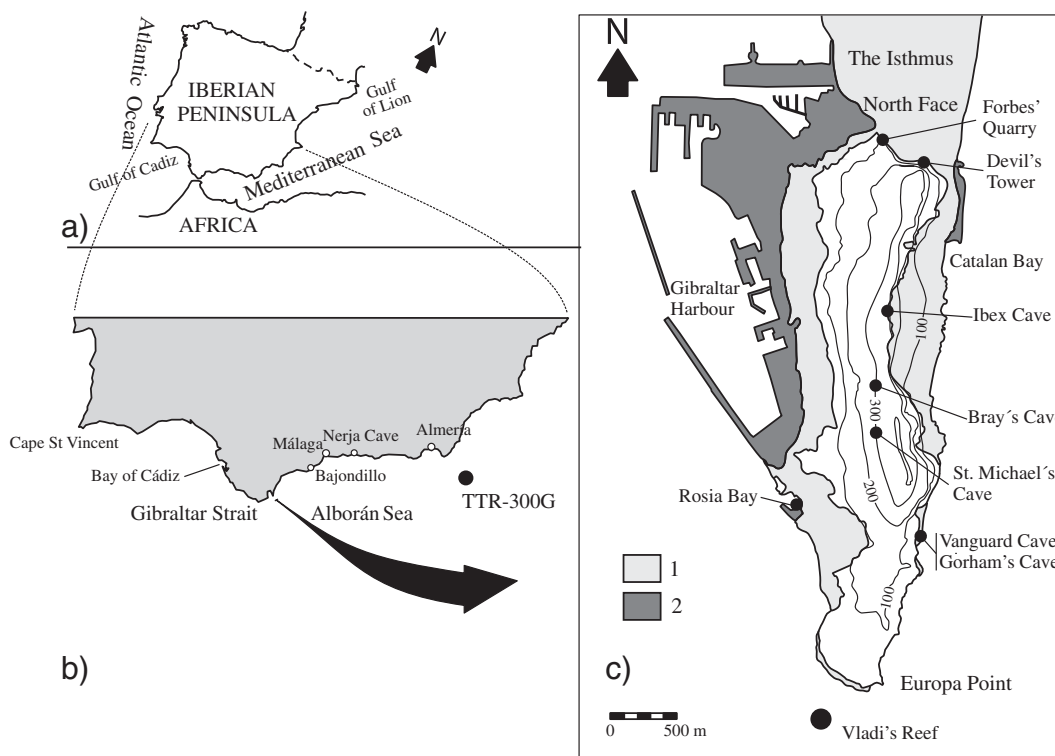 Atlantic Ocean
N
IBERIAN
PENINSULA
Gulf
of Lion
Gulf of Cadiz
Mediterranean Sea
AFRICA
a)
Cape St Vincent
Bay of Cádiz
Málaga
Nerja Cave
Almería
Bajondillo
TTR-300G
Gibraltar Strait
Alborán Sea
b)
N
The Isthmus
North Face
Forbes'
Quarry
Devil's
Tower
Catalan Bay
Gibraltar
Harbour
Ibex Cave
100
Bray´s Cav
300
St. Michael´s
Cave
200
Rosia Bay
Vanguard Cave
Gorham's Cave
1
2
100
c)
Europa Point
0 500 m
Vladi's Reef